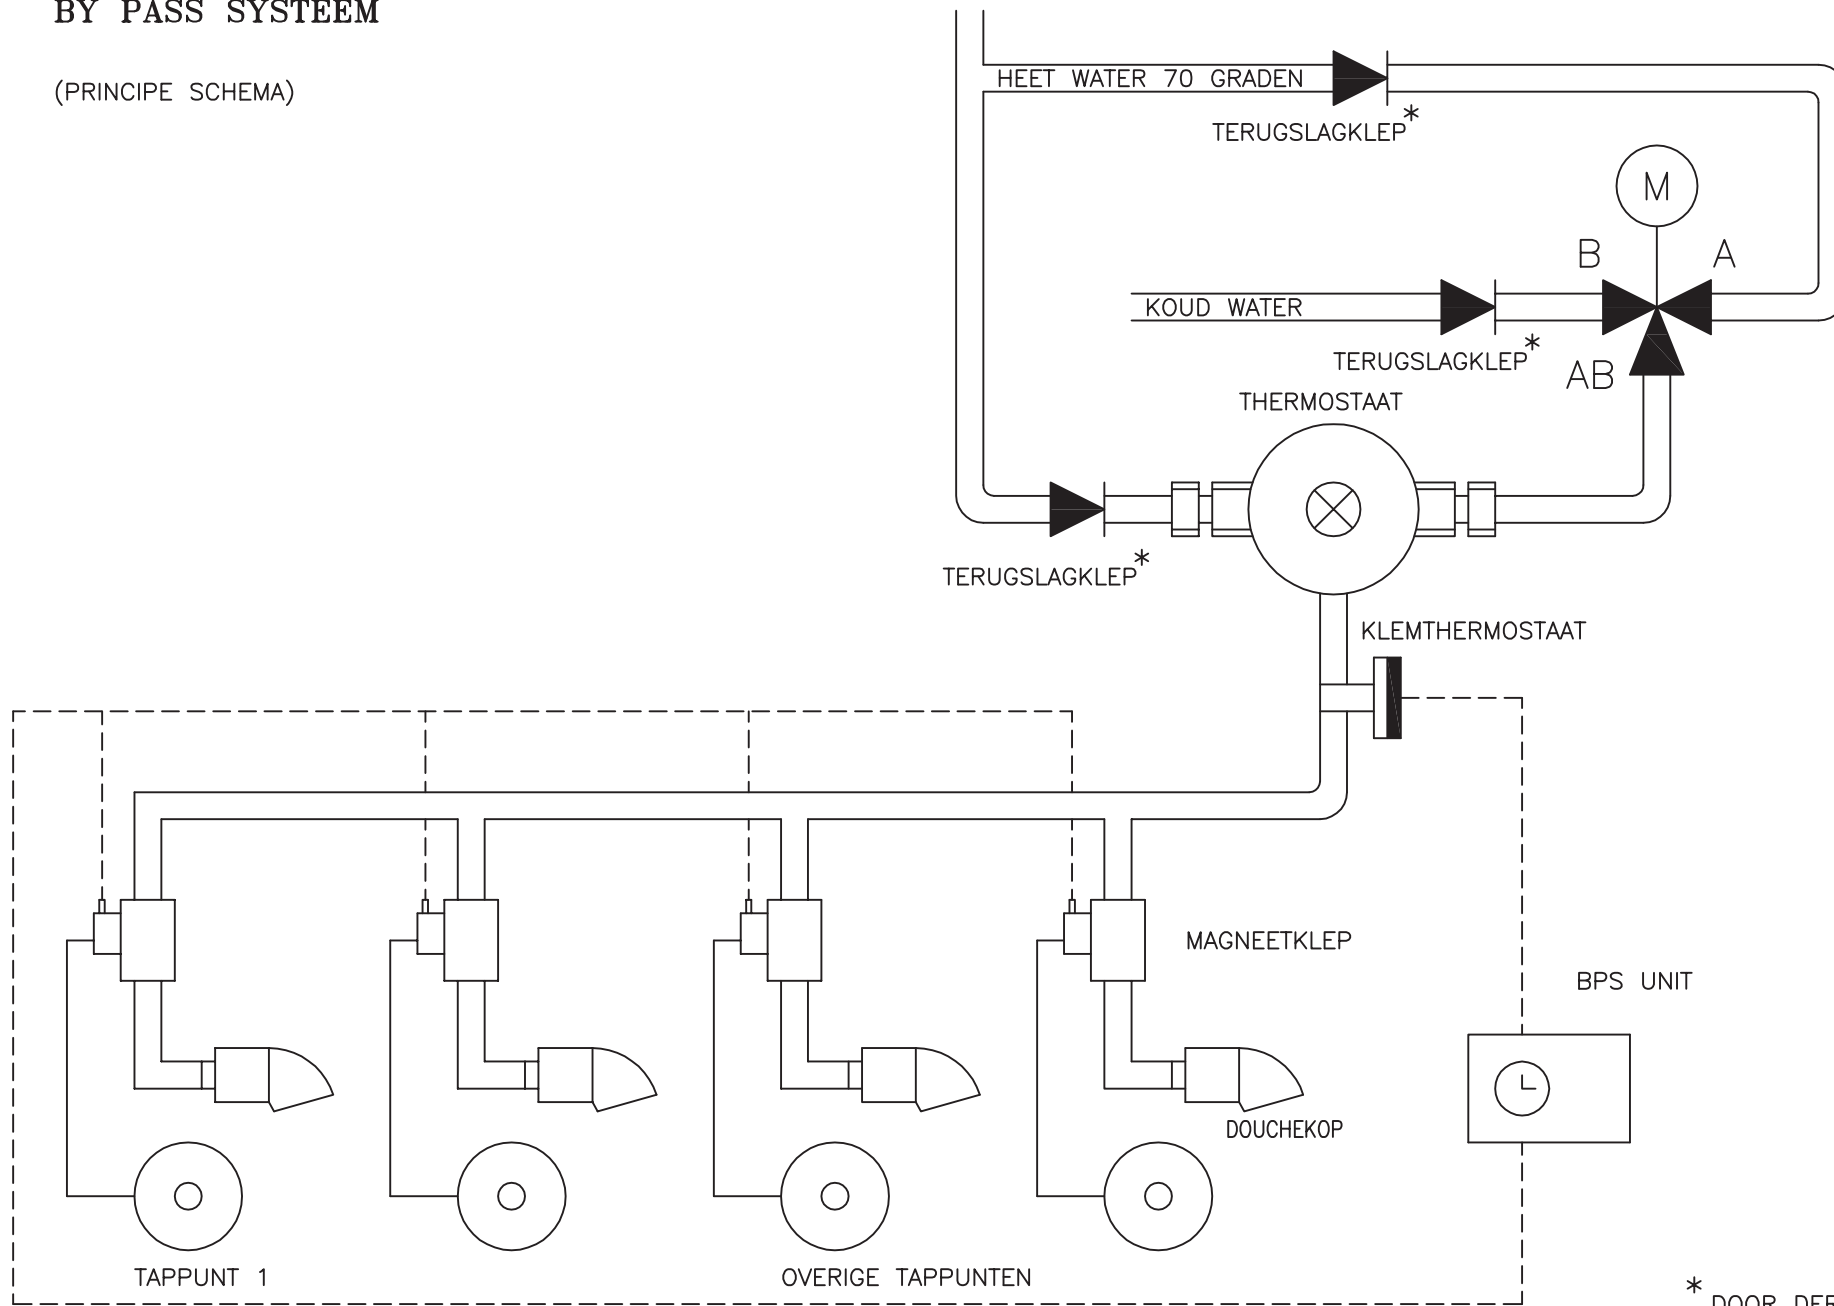 BY PASS SYSTEEM
(PRINCIPE SCHEMA)
HEET WATER 70 GRADEN
TERUGSLAGKLEP*
M
B
A
KOUD WATER
TERUGSLAGKLEP*
AB
THERMOSTAAT
TERUGSLAGKLEP*
KLEMTHERMOSTAAT
MAGNEETKLEP
BPS UNIT
DOUCHEKOP
TAPPUNT 1
OVERIGE TAPPUNTEN
* DOOR